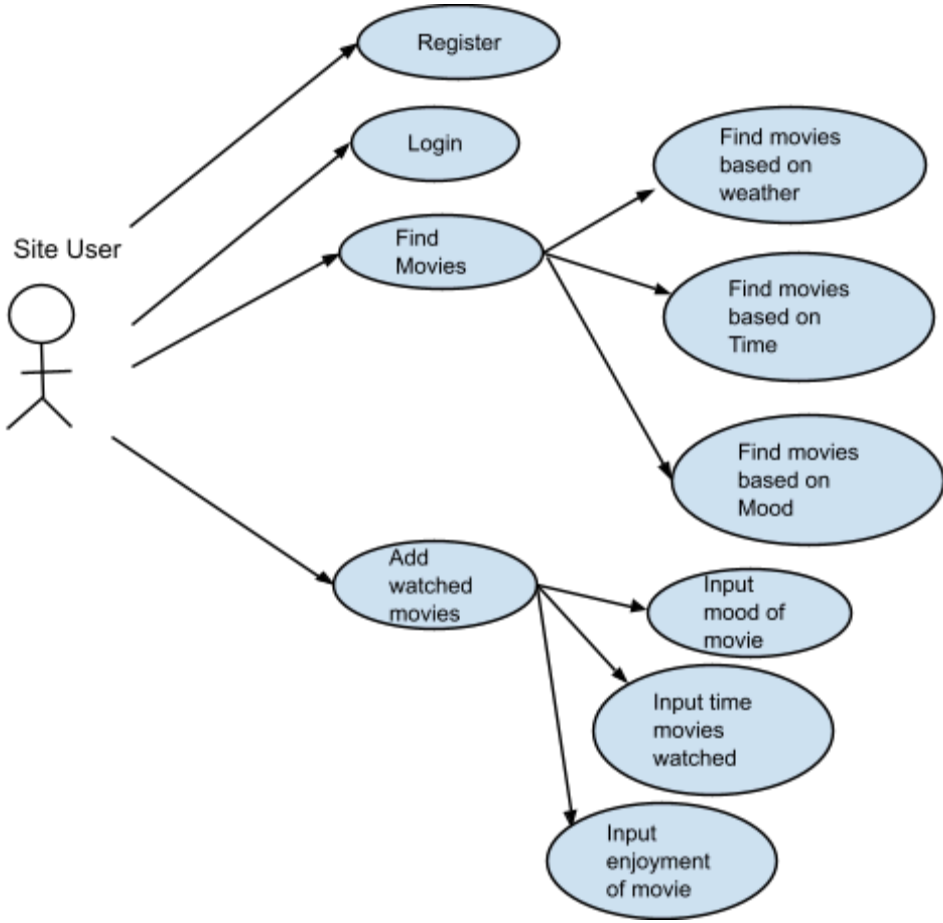 Register
Login
Find movies
based on
weather
Site User
Find
Movies
Find movies
based on
Time
Find movies
based on
Mood
Add
watched
movies
Input
mood of
movie
Input time
movies
watched
Input
enjoyment
of movie